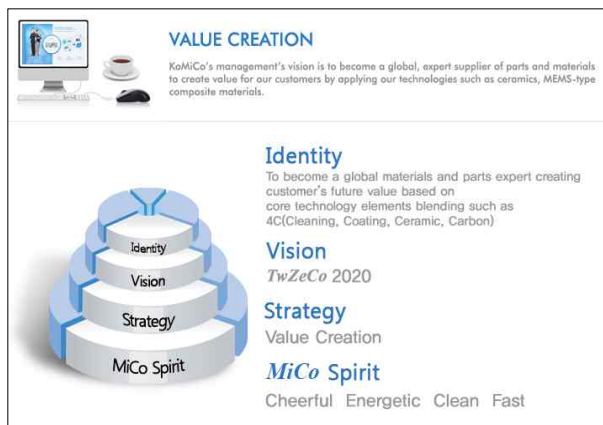 VALUE CREATION
KoMiCo's management's vision is to become a global, expert supplier of parts and materials
to create value for our customers by applying our technologies such as ceramics, MEMS-type
composite materials.
Identity
To become a global materials and parts expert creating
customer's future value based on
core technology elements blending such as
4C(Cleaning, Coating, Ceramic, Carbon)
Vision
TwZeCo 2020
Strategy
Value Creation
MiCo Spirit
Cheerful Energetic Clean Fast
Identity
Vision
Strategy
MiCo Spirit